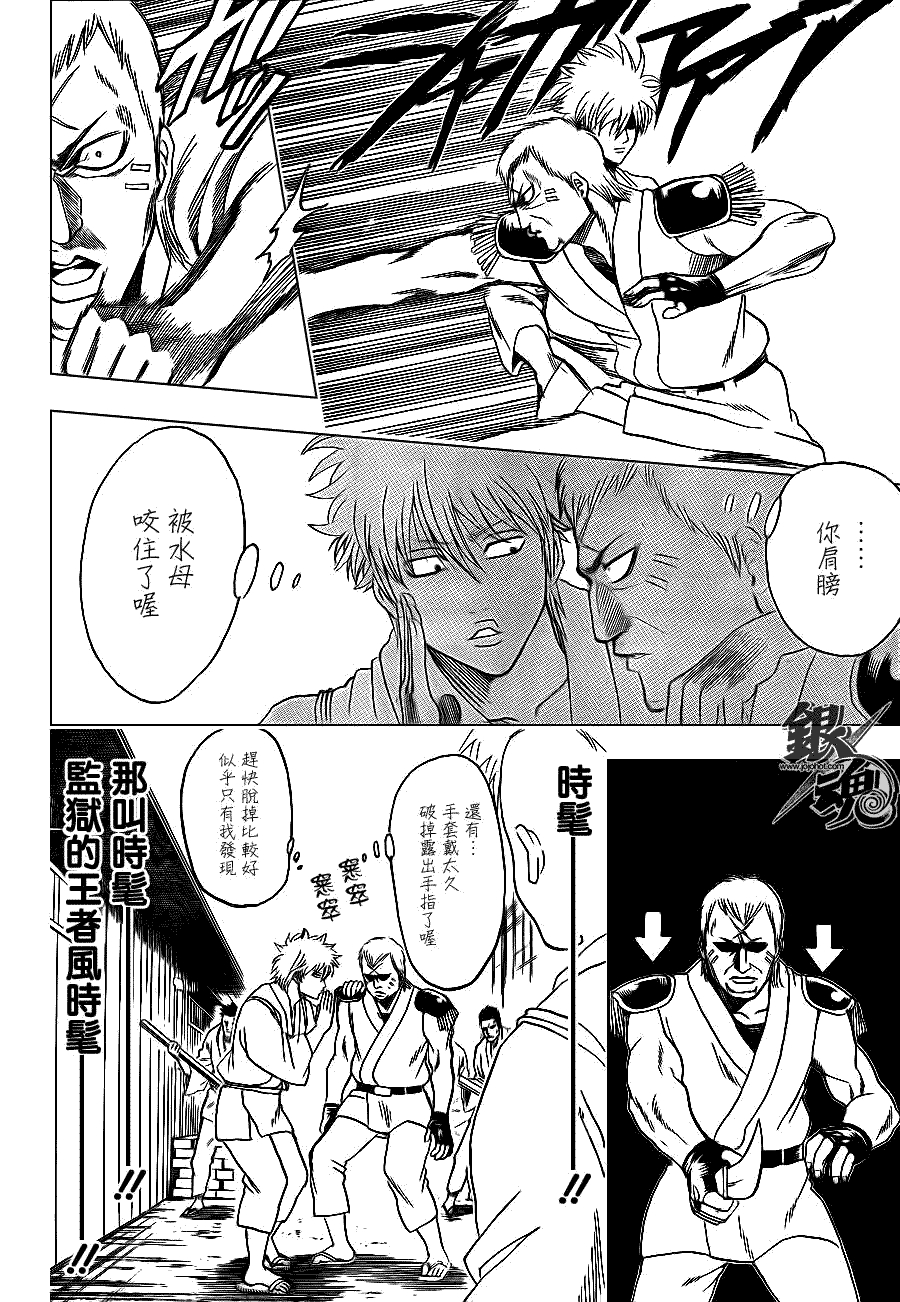 ……
你肩膀
被水母
咬住了喔
銀魂
www.jojohot.com
時髦——!!
還有…
手套戴太久
破掉露出手指了喔
窸窣
窸窣
趕快脫掉比較好
似乎只有我發現
那叫時髦——!!
監獄的王者風時髦——!!